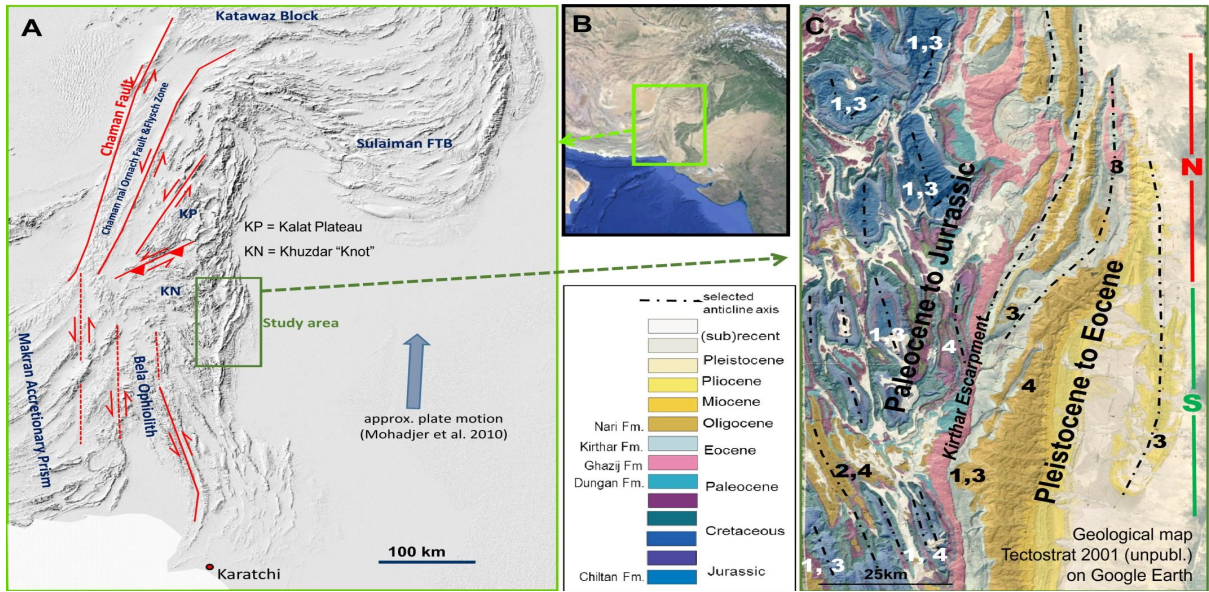 A
Katawaz Block
Chaman Fault
Chaman nal Ornach Fault &Flysch Zone
Sulaiman FTB
KP
KP = Kalat Plateau
KN = Khuzdar “Knot”
KN
Study area
Makran Accretionary Prism
Bela Ophiolith
approx. plate motion
(Mohadjer et al. 2010)
100 km
Karatchi
B
selected
anticline axis
(sub)recent
Pleistocene
Pliocene
Miocene
Nari Fm. Oligocene
Kirthar Fm. Eocene
Ghazij Fm
Dungan Fm. Paleocene
Cretaceous
Jurassic
Chiltan Fm.
C
1,3
1,3
1,3
3
N
Paleocene to Jurrassic
1,3
4
3
Kirthar Escarpment
4
Pleistocene to Eocene
S
3
2,4
1,3
1, 3
1, 4
25km
Geological map
Tectostrat 2001 (unpubl.)
on Google Earth